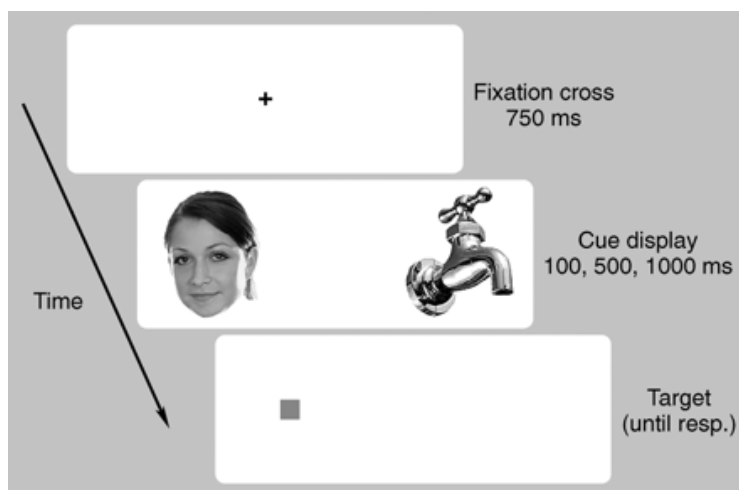 Fixation cross
750 ms
Cue display
100, 500, 1000 ms
Time
Target
(until resp.)